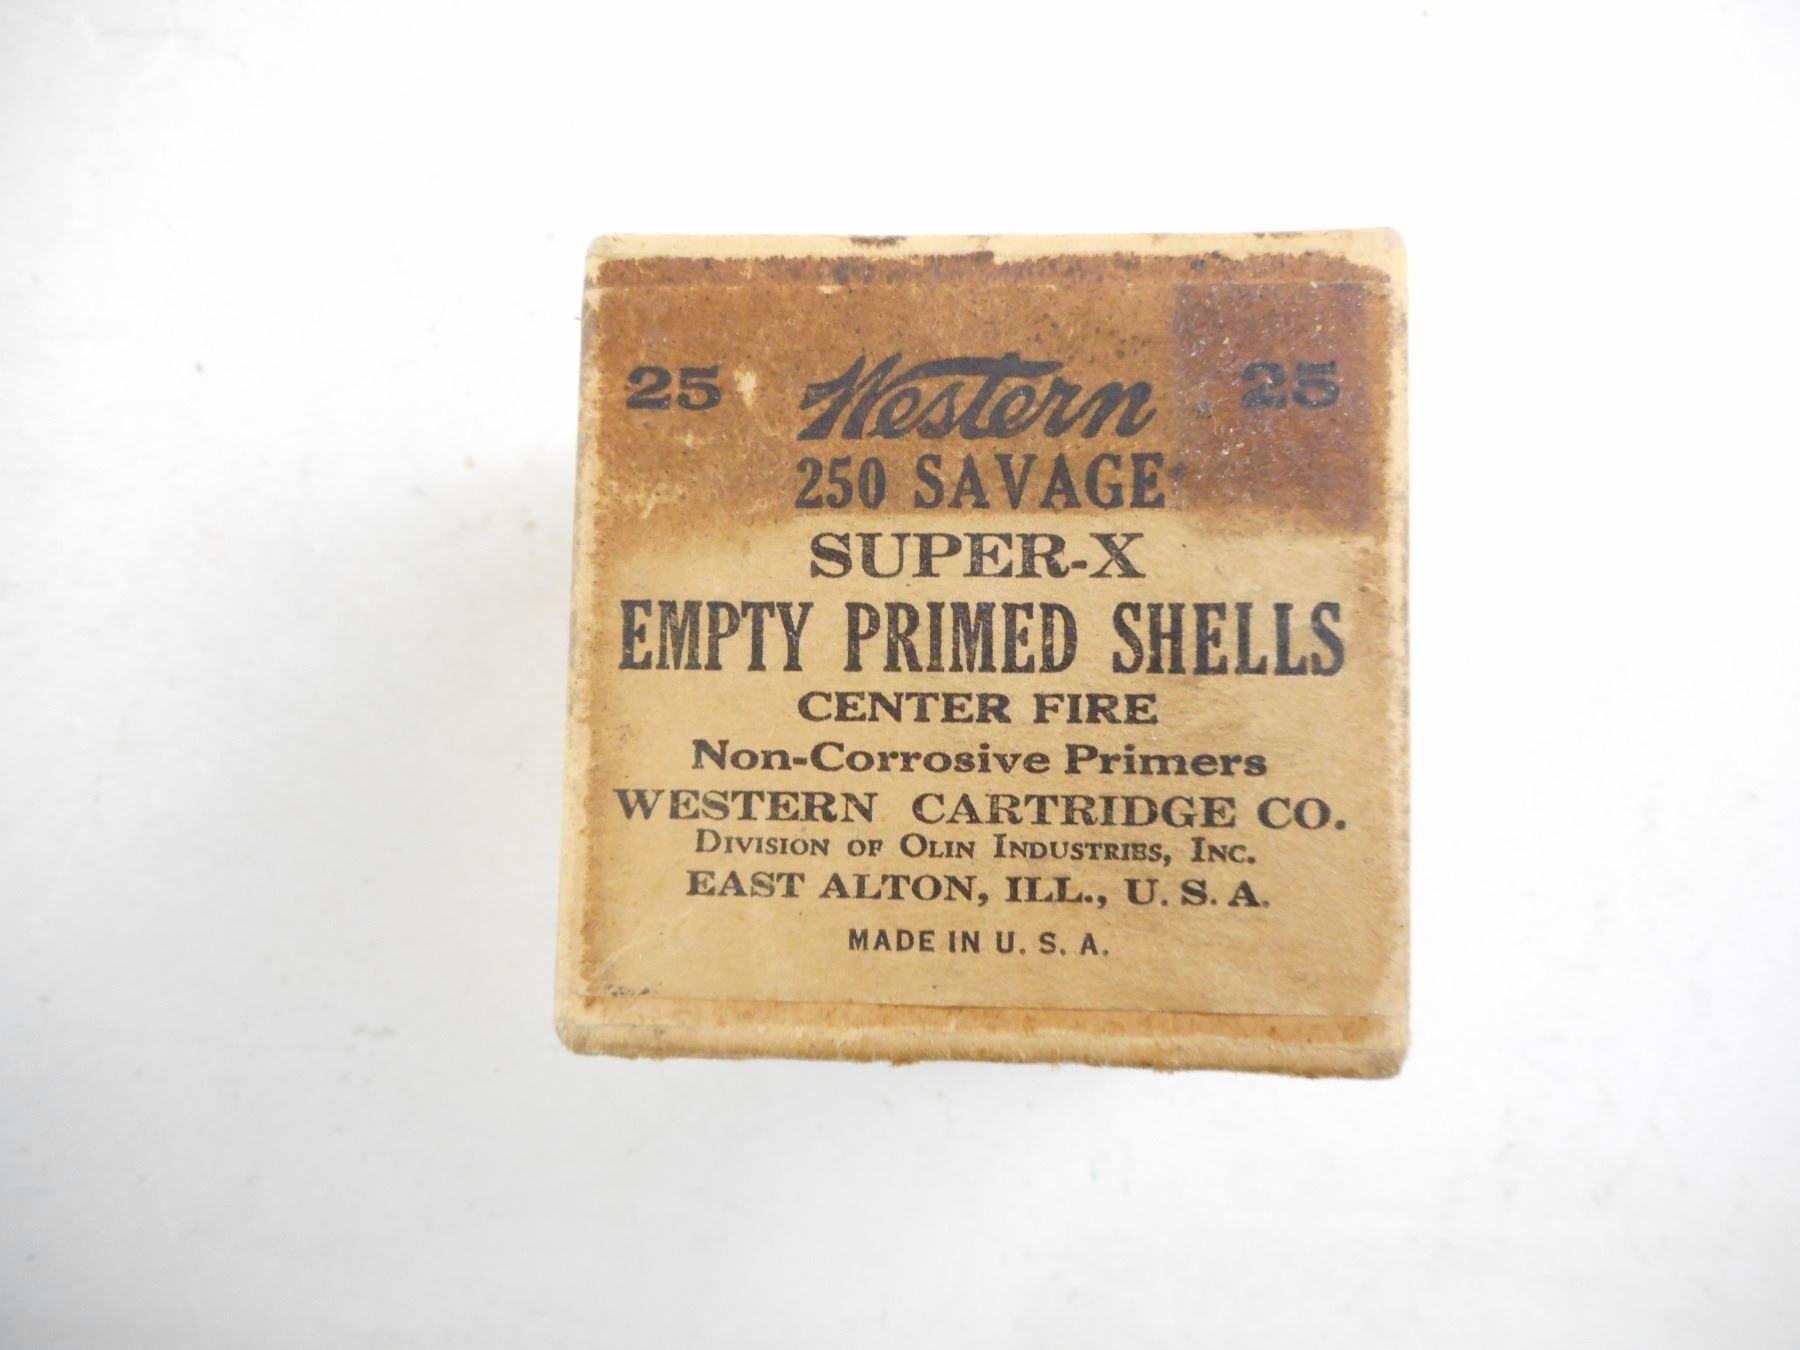 25 Western 25
250 SAVAGE
SUPER-X
EMPTY PRIMED SHELLS
CENTER FIRE
Non-Corrosive Primers
WESTERN CARTRIDGE CO.
DIVISION OF OLIN INDUSTRIES, INC.
EAST ALTON, ILL., U. S. A.
MADE IN U. S. A.